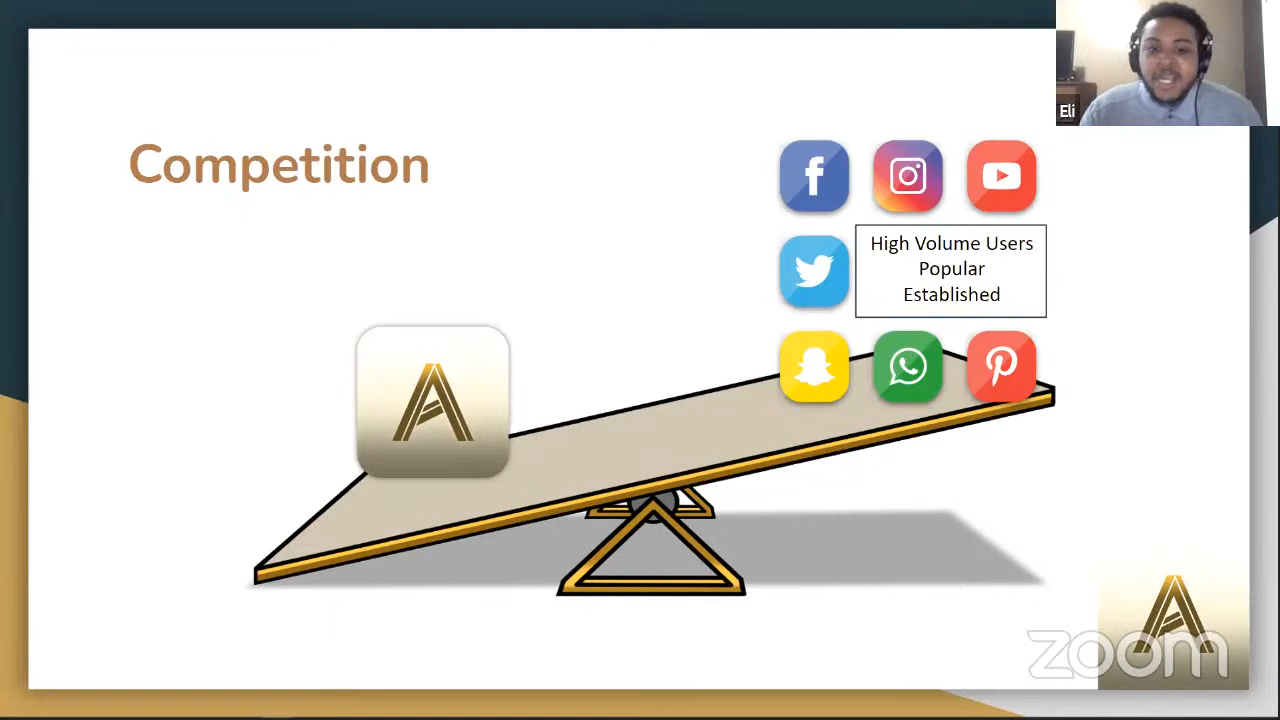 Eli
Competition
High Volume Users
Popular
Established
zoom